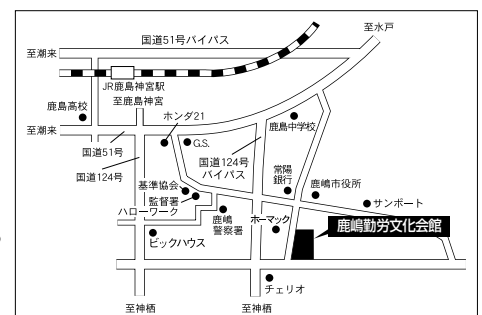 至水戸
国道51号バイパス
至潮来
JR鹿島神宮駅
至鹿島神宮
鹿島高校
ホンダ21
至潮来
G.S.
鹿島中学校
国道51号
国道124号
バイパス
国道124号
常陽
銀行
基準協会
監督署
ハローワーク
鹿嶋市役所
サンポート
鹿嶋
警察署
ホーマック
鹿嶋勤労文化会館
ビックハウス
チェリオ
至神栖
至神栖